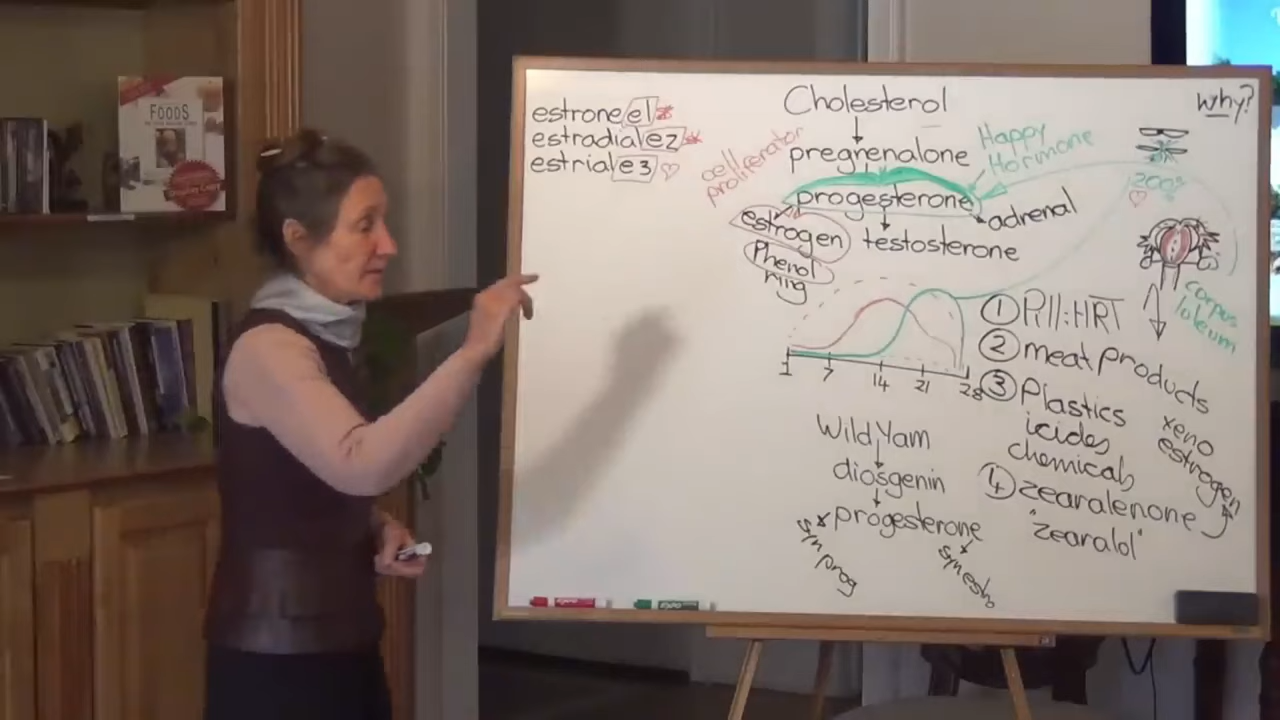 FOODS
estrone e1
estradial e2
estrial e3
Cholesterol
pregnenalone
progesterone
estrogen
testosterone
adrenal
Phenol
ring
cell
proliferator
Happy
Hormone
why?
200%
corpus
luteum
1 7 14 21 28
Wild Yam
diosgenin
progesterone
syn prog
syn estro
① Pill:HRT
② meat products
③ Plastics
icides
chemicals
xeno
estrogen
④ zearalenone
"zearalol"
EXPO
EXPO